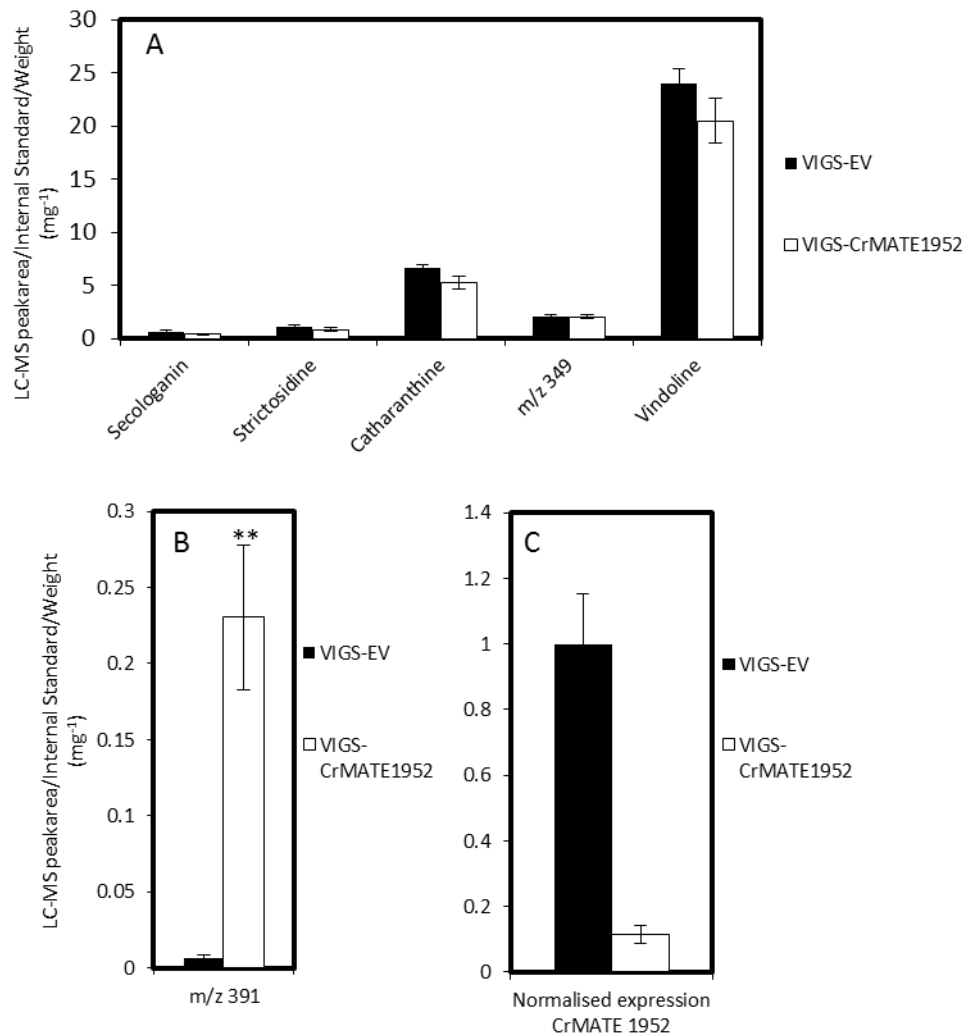 A
LC-MS peakarea/Internal Standard/Weight
(mg-1)
30
25
20
15
10
5
0
Secologanin
Strictosidine
Catharanthine
m/z 349
Vindoline
VIGS-EV
VIGS-CrMATE1952
B
LC-MS peakarea/Internal Standard/Weight
(mg-1)
0.3
0.25
0.2
0.15
0.1
0.05
0
**
m/z 391
VIGS-EV
VIGS-
CrMATE1952
C
1.4
1.2
1
0.8
0.6
0.4
0.2
0
Normalised expression
CrMATE 1952
VIGS-EV
VIGS-
CrMATE1952